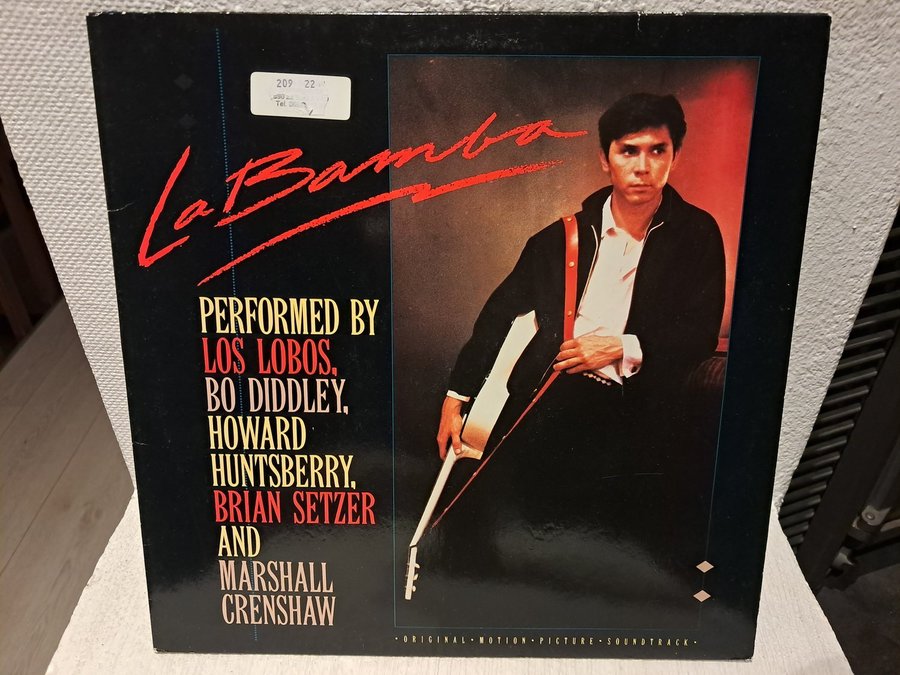 209 22
Tel.
La Bamba
PERFORMED BY
LOS LOBOS,
BO DIDDLEY,
HOWARD
HUNTSBERRY,
BRIAN SETZER
AND
MARSHALL
CRENSHAW
·ORIGINAL·MOTION·PICTURE·SOUNDTRACK·